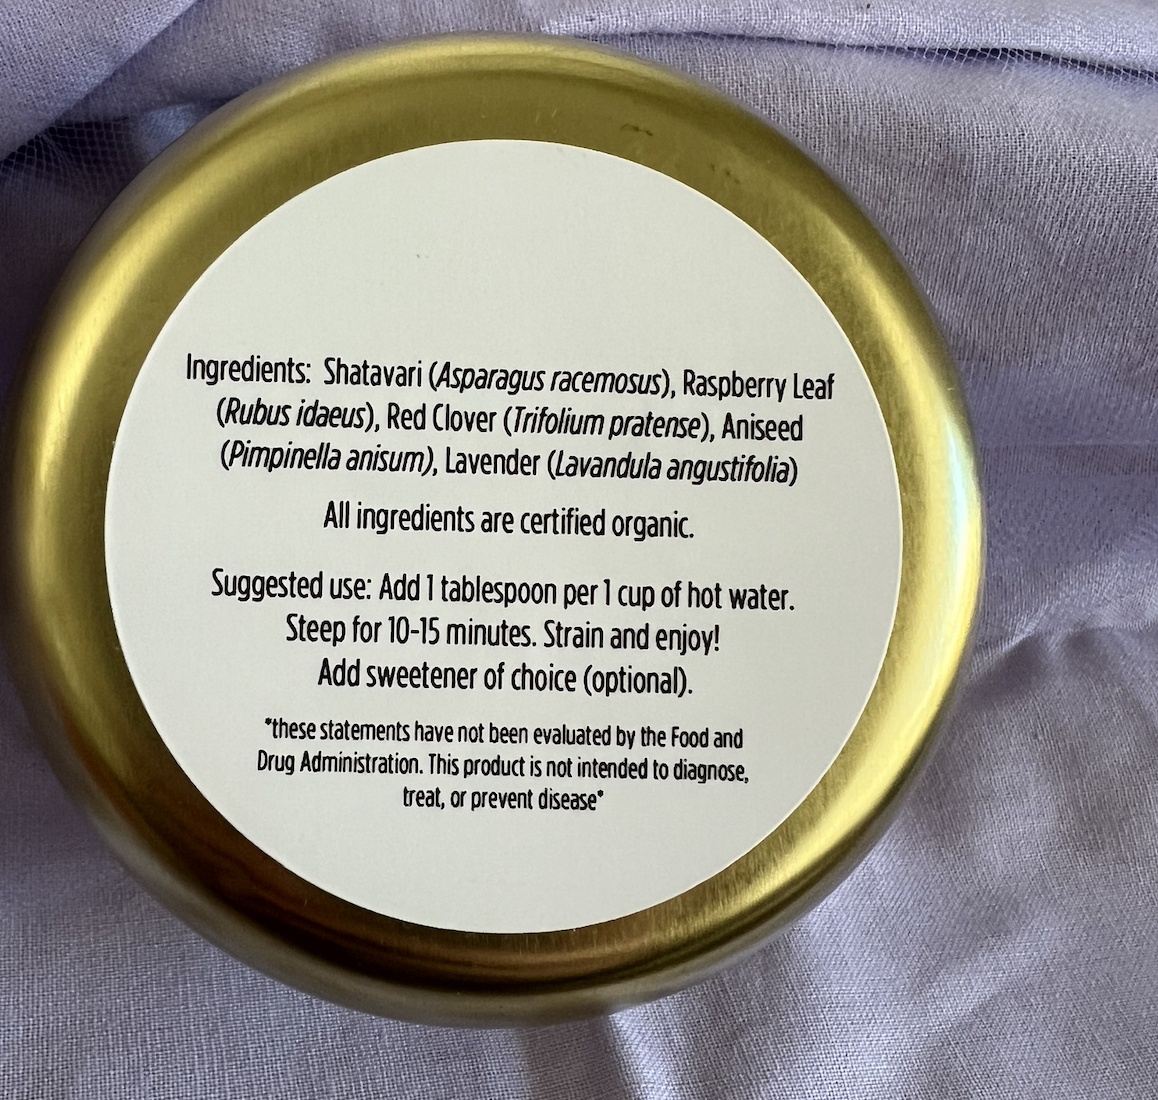 Ingredients: Shatavari (Asparagus racemosus), Raspberry Leaf
(Rubus idaeus), Red Clover (Trifolium pratense), Aniseed
(Pimpinella anisum), Lavender (Lavandula angustifolia)
All ingredients are certified organic.
Suggested use: Add 1 tablespoon per 1 cup of hot water.
Steep for 10-15 minutes. Strain and enjoy!
Add sweetener of choice (optional).
*these statements have not been evaluated by the Food and
Drug Administration. This product is not intended to diagnose,
treat, or prevent disease*